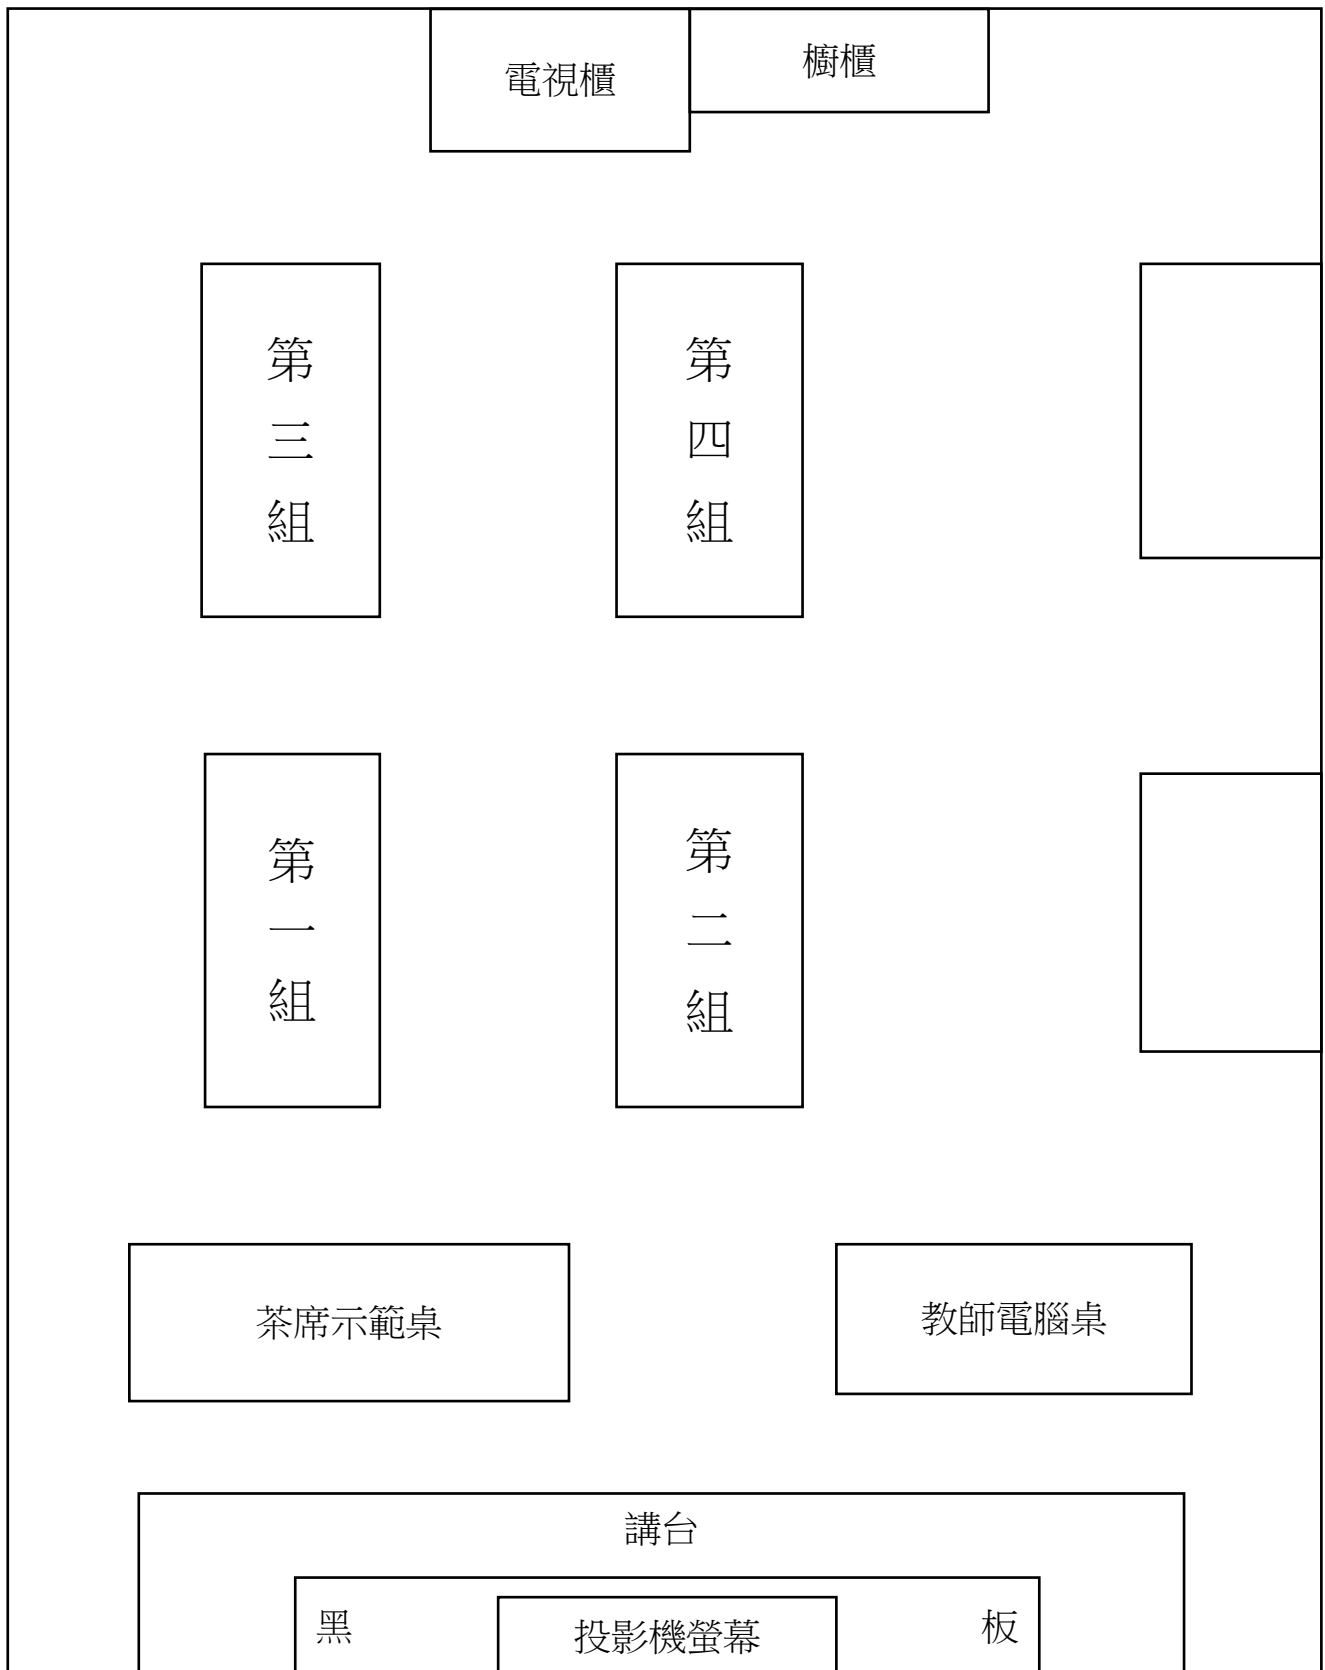 電視櫃
櫥櫃
第三組
第四組
第一組
第二組
茶席示範桌
教師電腦桌
講台
黑板
投影機螢幕